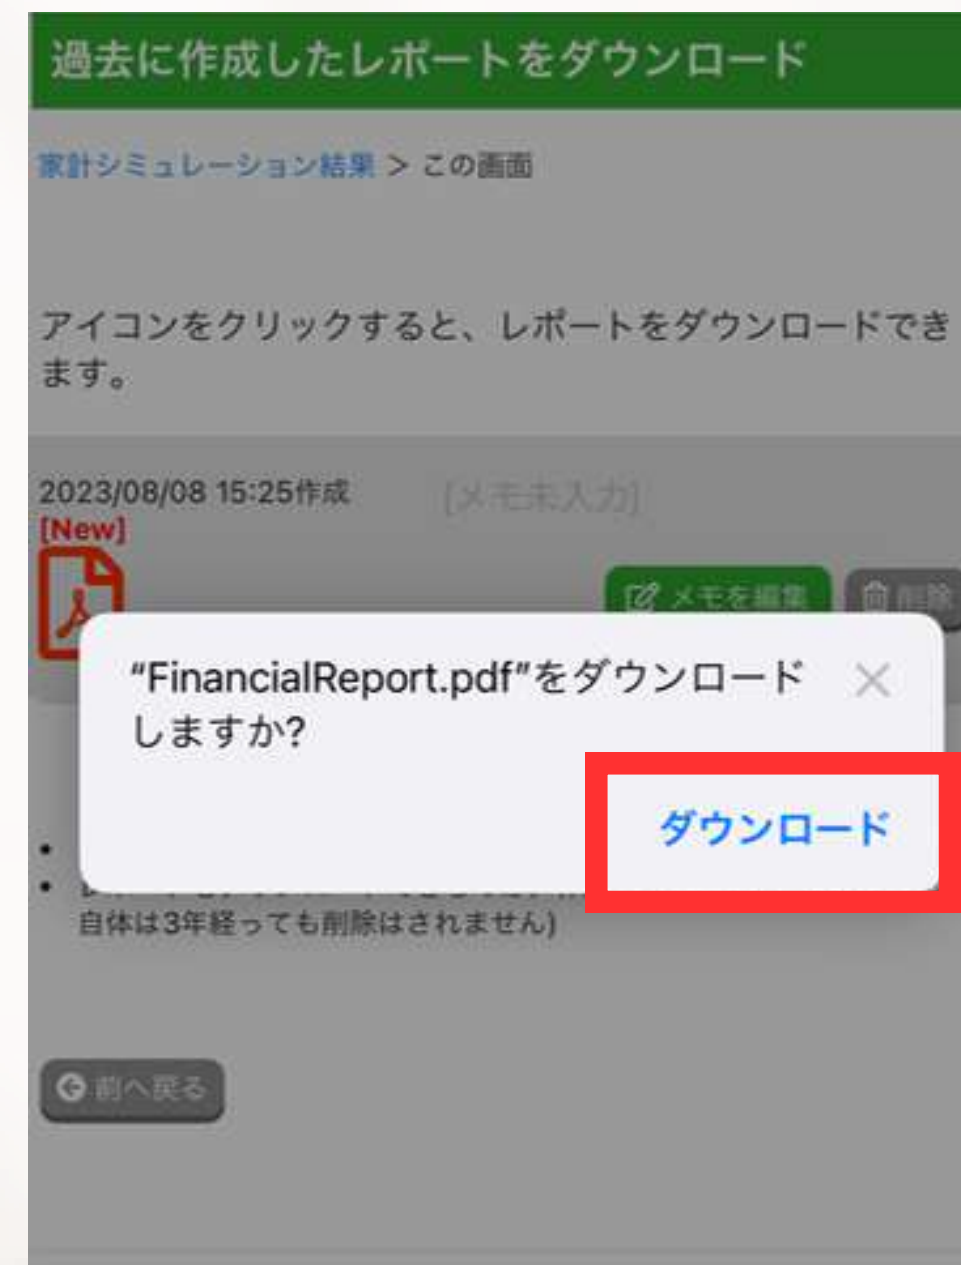 過去に作成したレポートをダウンロード
家計シミュレーション結果 > この画面
アイコンをクリックすると、レポートをダウンロードでき
ます。
2023/08/08 15:25作成 [メモ未入力]
[New]
メモを編集 削除
“FinancialReport.pdf”をダウンロード
しますか?
ダウンロード
自体は3年経っても削除はされません)
前へ戻る